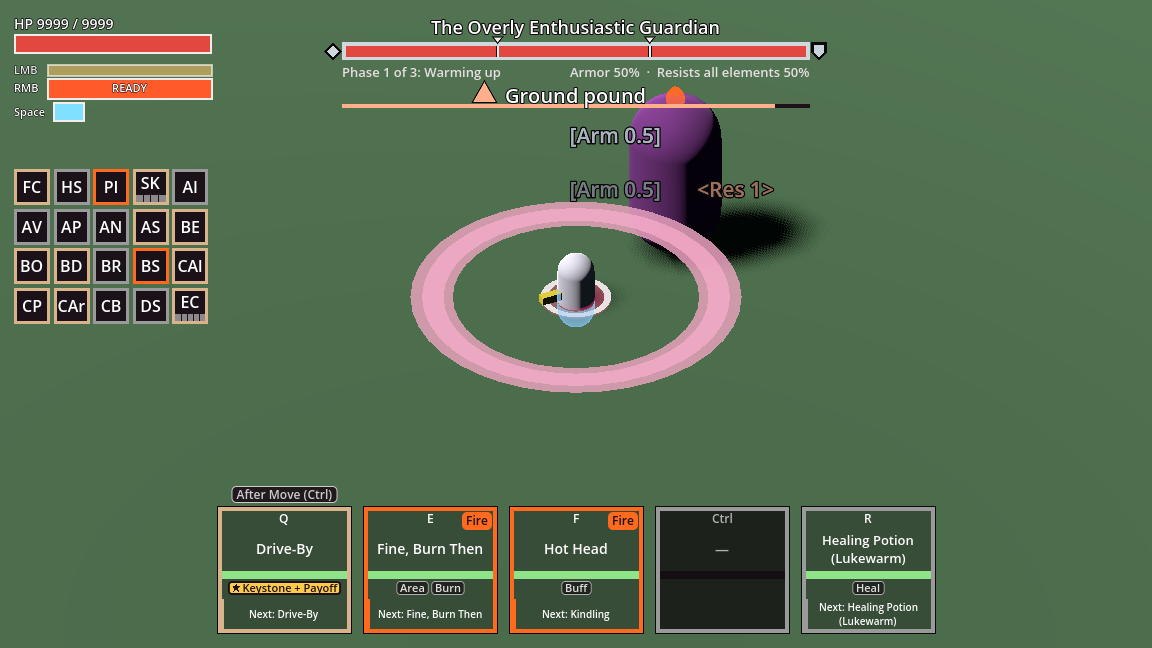 HP 9999 / 9999
LMB
RMB READY
Space
The Overly Enthusiastic Guardian
Phase 1 of 3: Warming up
Armor 50% · Resists all elements 50%
Ground pound
[Arm 0.5]
[Arm 0.5] <Res 1>
FC HS PI SK AI
AV AP AN AS BE
BO BD BR BS CAl
CP CAr CB DS EC
After Move (Ctrl)
Q
Drive-By
★ Keystone + Payoff
Next: Drive-By
E Fire
Fine, Burn Then
Area Burn
Next: Fine, Burn Then
F Fire
Hot Head
Buff
Next: Kindling
Ctrl
—
R
Healing Potion
(Lukewarm)
Heal
Next: Healing Potion
(Lukewarm)